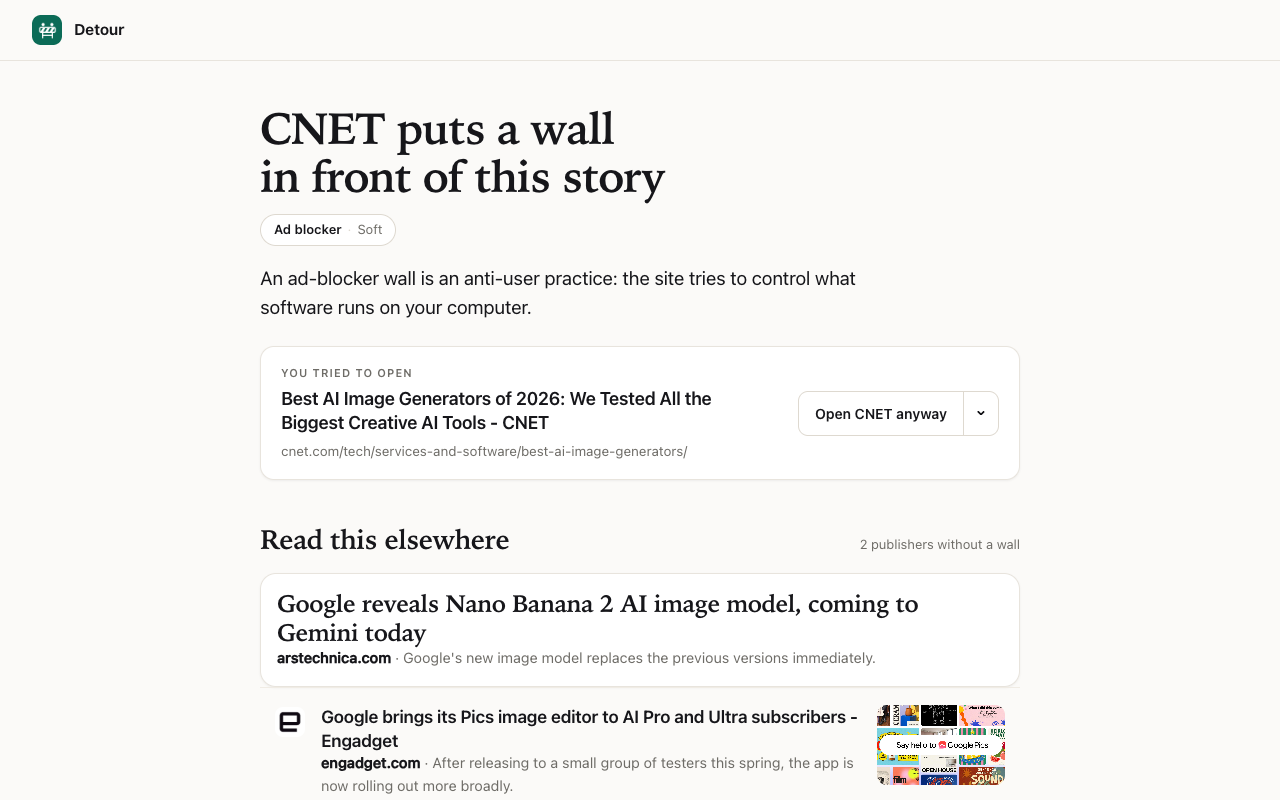 Detour
CNET puts a wall
in front of this story
Ad blocker · Soft
An ad-blocker wall is an anti-user practice: the site tries to control what
software runs on your computer.
YOU TRIED TO OPEN
Best AI Image Generators of 2026: We Tested All the
Biggest Creative AI Tools - CNET
cnet.com/tech/services-and-software/best-ai-image-generators/
Open CNET anyway
Read this elsewhere
2 publishers without a wall
Google reveals Nano Banana 2 AI image model, coming to
Gemini today
arstechnica.com · Google's new image model replaces the previous versions immediately.
Google brings its Pics image editor to AI Pro and Ultra subscribers -
Engadget
engadget.com · After releasing to a small group of testers this spring, the app is
now rolling out more broadly.
Say hello to Google Pics
OPEN HOUSE
film
SOUND